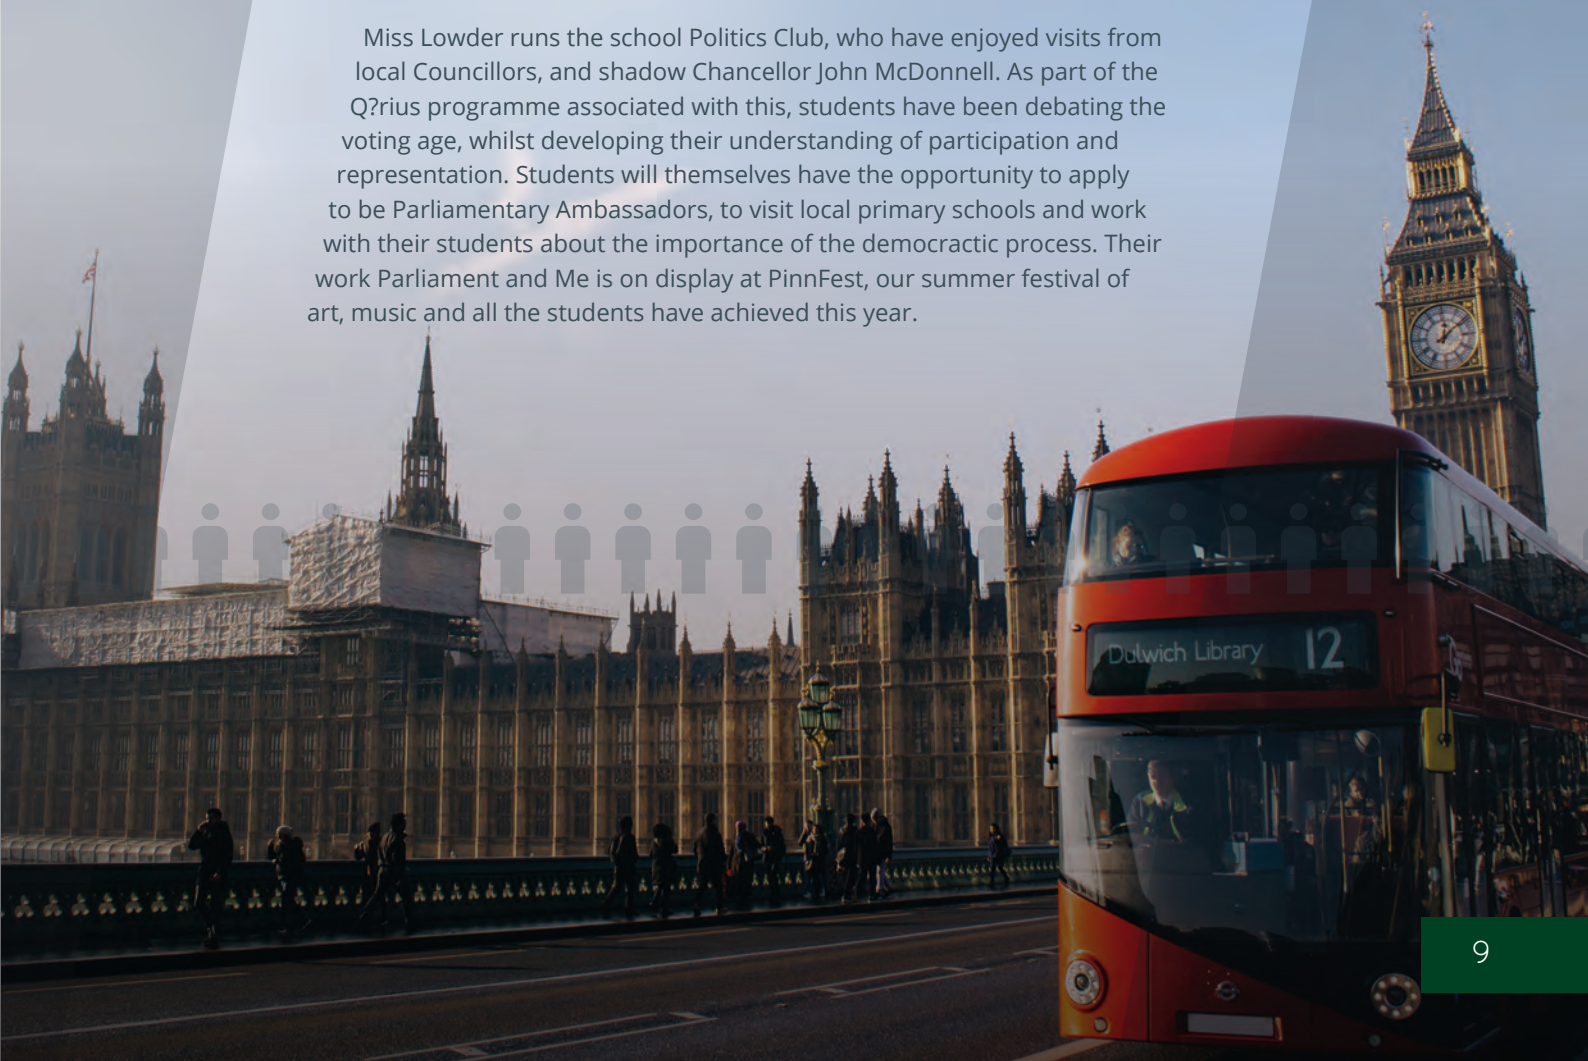 Miss Lowder runs the school Politics Club, who have enjoyed visits from
local Councillors, and shadow Chancellor John McDonnell. As part of the
Q?rius programme associated with this, students have been debating the
voting age, whilst developing their understanding of participation and
representation. Students will themselves have the opportunity to apply
to be Parliamentary Ambassadors, to visit local primary schools and work
with their students about the importance of the democractic process. Their
work Parliament and Me is on display at PinnFest, our summer festival of
art, music and all the students have achieved this year.
Dulwich Library 12
9